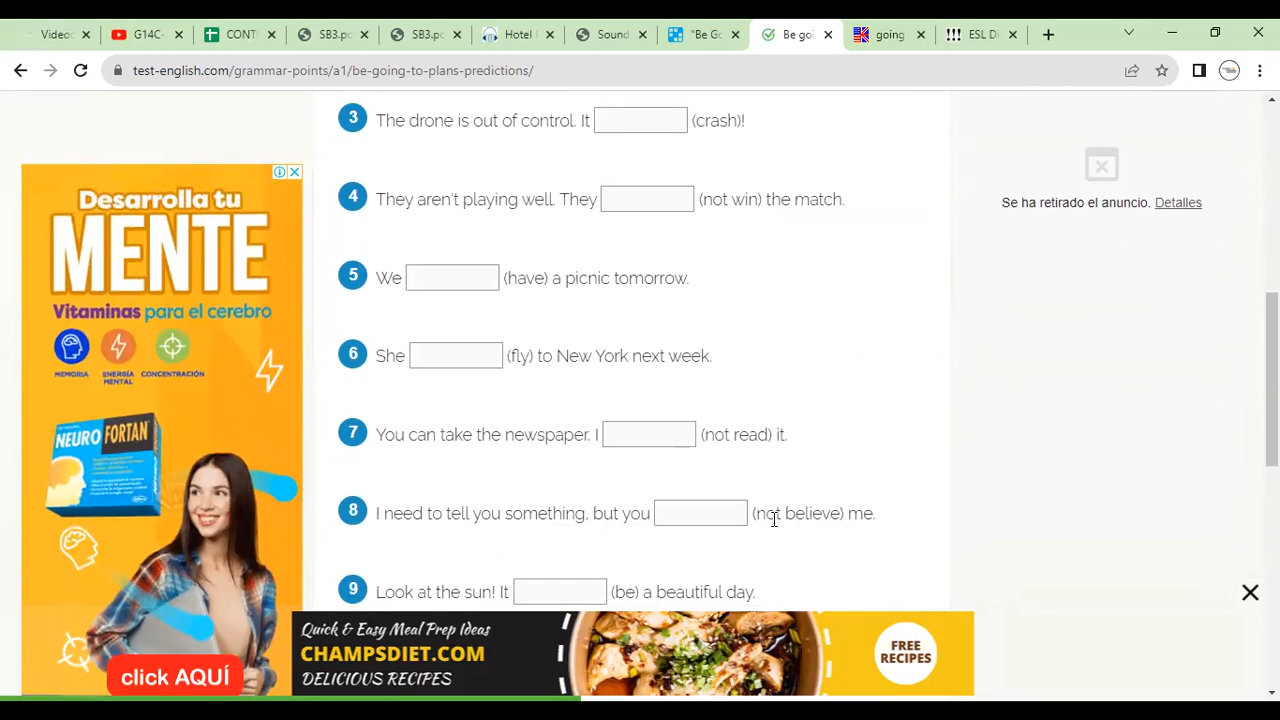 Videoc
G14C-
CONT
SB3.pc
SB3.pc
Hotel
Sound
"Be Go
Be goi
going
ESL Di
test-english.com/grammar-points/a1/be-going-to-plans-predictions/
3 The drone is out of control. It (crash)!
4 They aren't playing well. They (not win) the match.
5 We (have) a picnic tomorrow.
6 She (fly) to New York next week.
7 You can take the newspaper. I (not read) it.
8 I need to tell you something, but you (not believe) me.
9 Look at the sun! It (be) a beautiful day.
Desarrolla tu
MENTE
Vitaminas para el cerebro
MEMORIA ENERGÍA MENTAL CONCENTRACIÓN
NEURO FORTAN
click AQUÍ
Se ha retirado el anuncio. Detalles
Quick & Easy Meal Prep Ideas
CHAMPSDIET.COM
DELICIOUS RECIPES
FREE
RECIPES